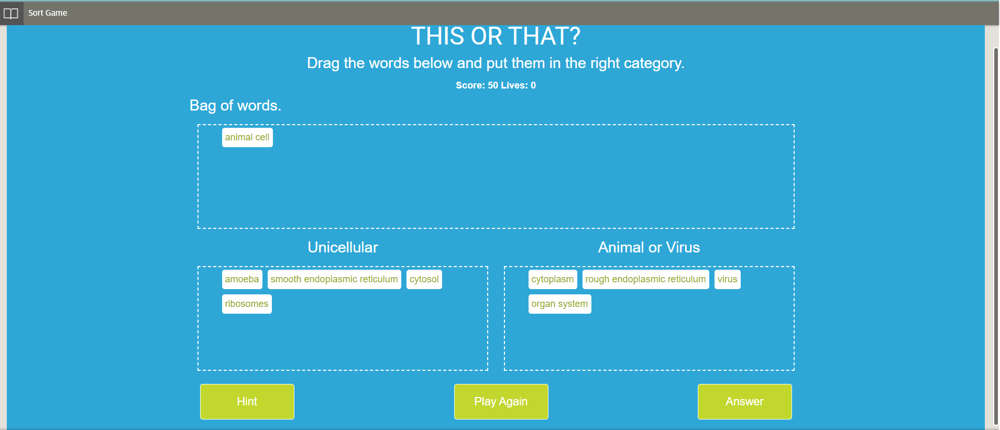 Sort Game
THIS OR THAT?
Drag the words below and put them in the right category.
Score: 50 Lives: 0
Bag of words.
animal cell
Unicellular
amoeba smooth endoplasmic reticulum cytosol
ribosomes
Animal or Virus
cytoplasm rough endoplasmic reticulum virus
organ system
Hint Play Again Answer